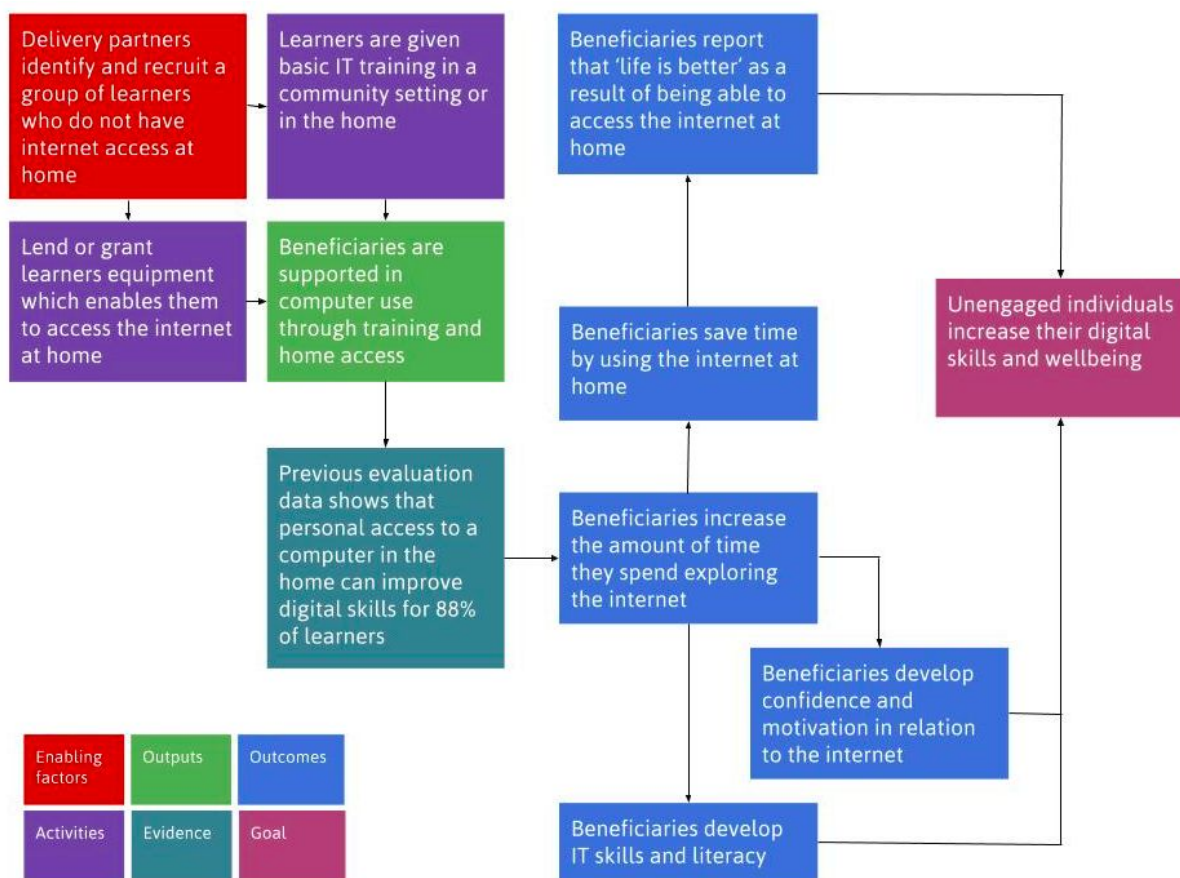 Delivery partners
identify and recruit a
group of learners
who do not have
internet access at
home
Learners are given
basic IT training in a
community setting or
in the home
Beneficiaries report
that ‘life is better’ as a
result of being able to
access the internet at
home
Lend or grant
learners equipment
which enables them
to access the internet
at home
Beneficiaries are
supported in
computer use
through training and
home access
Beneficiaries save time
by using the internet at
home
Unengaged individuals
increase their digital
skills and wellbeing
Previous evaluation
data shows that
personal access to a
computer in the
home can improve
digital skills for 88%
of learners
Beneficiaries increase
the amount of time
they spend exploring
the internet
Beneficiaries develop
confidence and
motivation in relation
to the internet
Beneficiaries develop
IT skills and literacy
Enabling
factors
Outputs
Outcomes
Activities
Evidence
Goal